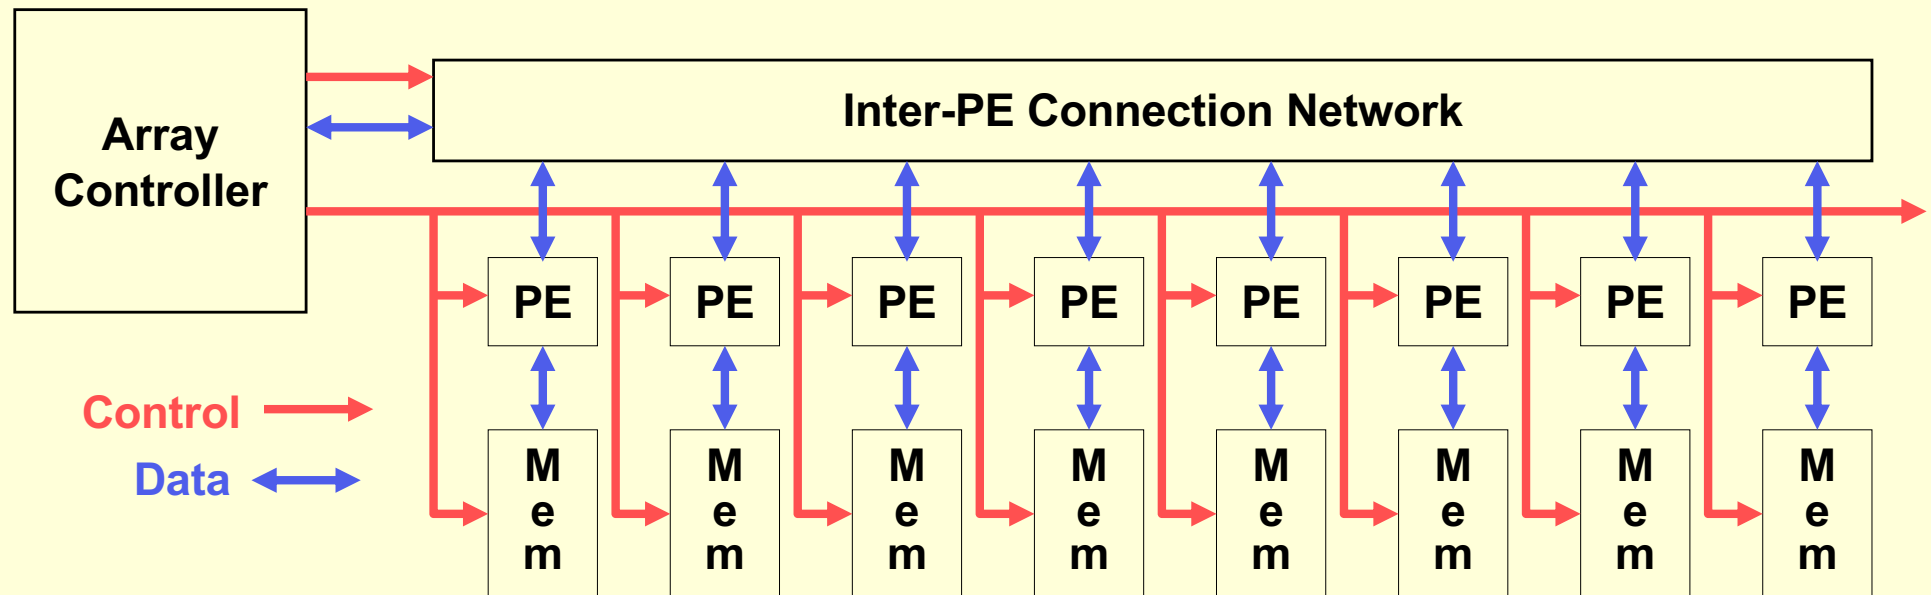 Array
Controller
Inter-PE Connection Network
PE PE PE PE PE PE PE PE
Control
Data
M M M M M M M M
e e e e e e e e
m m m m m m m m